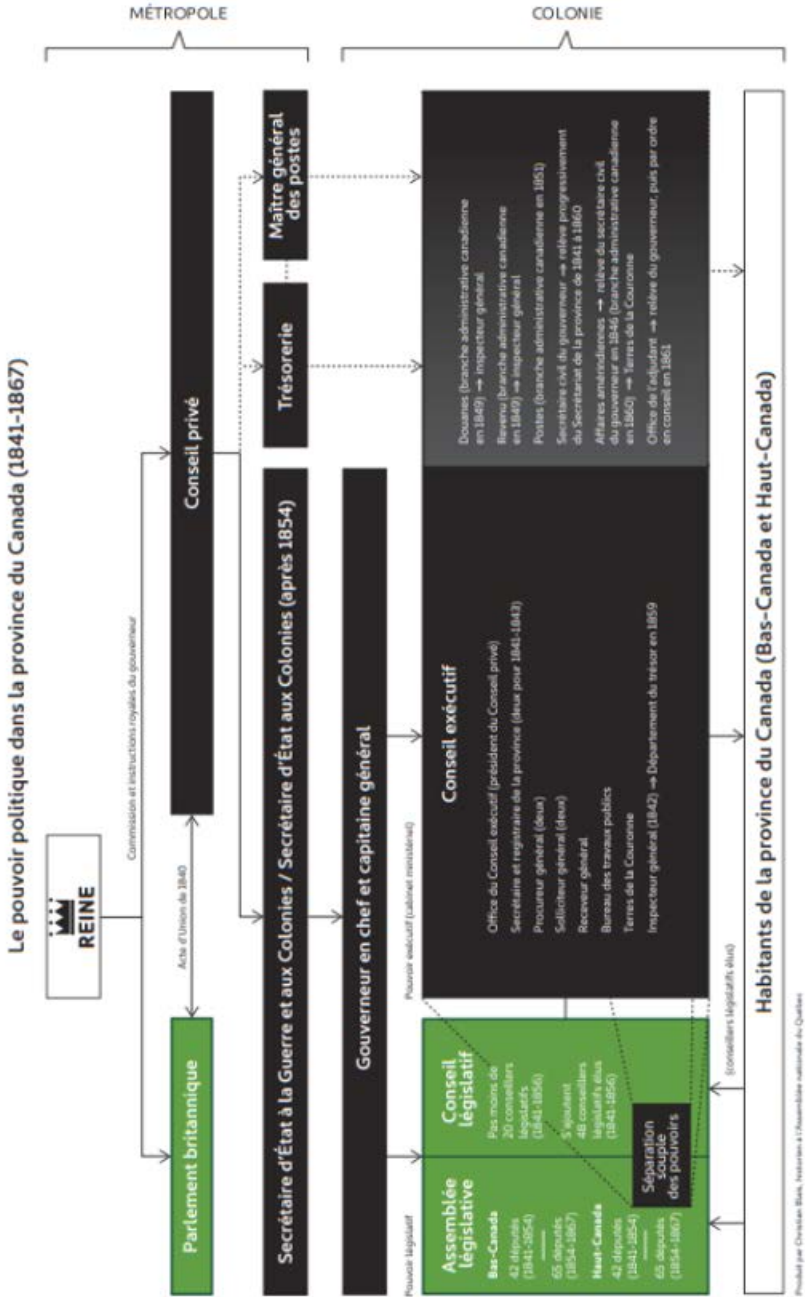 Le pouvoir politique dans la province du Canada (1841-1867)
MÉTROPOLE
REINE
Commission et instructions royales du gouverneur
Parlement britannique
Acte d'Union de 1840
Conseil privé
Secrétaire d'État à la Guerre et aux Colonies / Secrétaire d'État aux Colonies (après 1854)
Trésorerie
Maître général
des postes
COLONIE
Gouverneur en chef et capitaine général
Pouvoir législatif
Pouvoir exécutif (cabinet ministériel)
Assemblée
législative
Bas-Canada
42 députés
(1841-1854)
65 députés
(1854-1867)
Haut-Canada
42 députés
(1841-1854)
65 députés
(1854-1867)
Conseil
législatif
Pas moins de
20 conseillers
législatifs
(1841-1856)
S'ajoutent
48 conseillers
législatifs élus
(1841-1856)
Séparation
souple
des pouvoirs
Conseil exécutif
Office du Conseil exécutif (président du Conseil privé)
Secrétaire et registraire de la province (deux pour 1841-1843)
Procureur général (deux)
Solliciteur général (deux)
Receveur général
Bureau des travaux publics
Terres de la Couronne
Inspecteur général (1842) → Département du trésor en 1859
Douanes (branche administrative canadienne
en 1849) → inspecteur général
Revenu (branche administrative canadienne
en 1849) → inspecteur général
Postes (branche administrative canadienne en 1851)
Secrétaire civil du gouverneur → relève progressivement
du Secrétariat de la province de 1841 à 1860
Affaires amérindiennes → relève du secrétaire civil
du gouverneur en 1846 (branche administrative canadienne
en 1860) → Terres de la Couronne
Office de l'adjudant → relève du gouverneur, puis par ordre
en conseil en 1861
(conseillers législatifs élus)
Habitants de la province du Canada (Bas-Canada et Haut-Canada)
Produit par Christian Blais, historien à l'Assemblée nationale du Québec